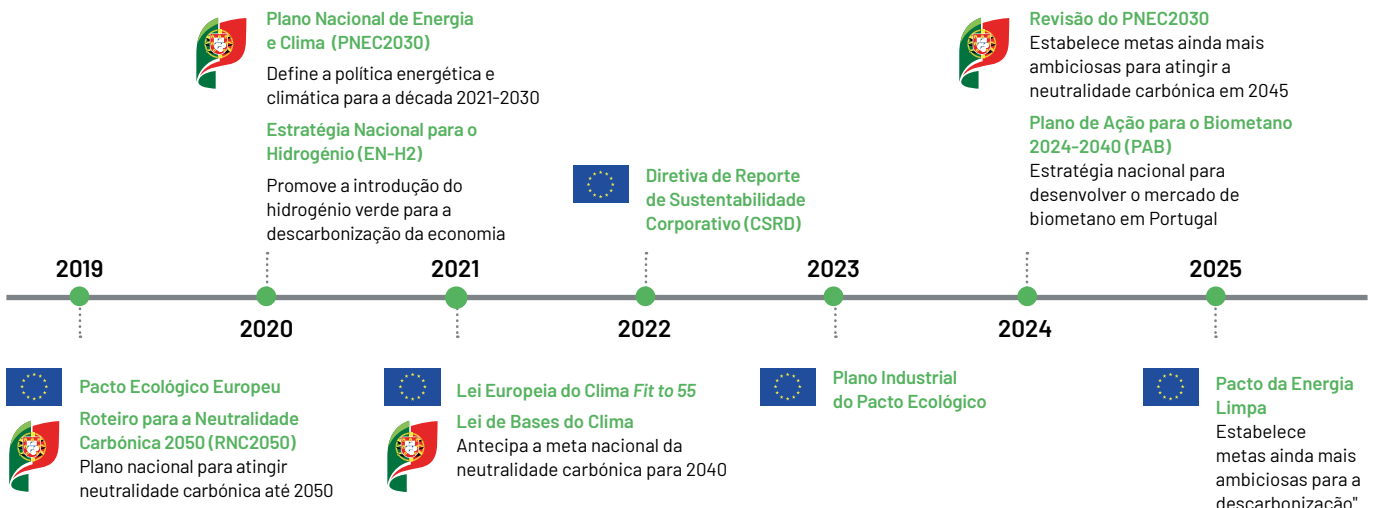 Plano Nacional de Energia
e Clima (PNEC2030)
Define a política energética e
climática para a década 2021-2030
Estratégia Nacional para o
Hidrogénio (EN-H2)
Promove a introdução do
hidrogénio verde para a
descarbonização da economia
Diretiva de Reporte
de Sustentabilidade
Corporativo (CSRD)
Revisão do PNEC2030
Estabelece metas ainda mais
ambiciosas para atingir a
neutralidade carbónica em 2045
Plano de Ação para o Biometano
2024-2040 (PAB)
Estratégia nacional para
desenvolver o mercado de
biometano em Portugal
2019
2021
2023
2025
2020
2022
2024
Pacto Ecológico Europeu
Roteiro para a Neutralidade
Carbónica 2050 (RNC2050)
Plano nacional para atingir
neutralidade carbónica até 2050
Lei Europeia do Clima Fit to 55
Lei de Bases do Clima
Antecipa a meta nacional da
neutralidade carbónica para 2040
Plano Industrial
do Pacto Ecológico
Pacto da Energia
Limpa
Estabelece
metas ainda mais
ambiciosas para a
descarbonização"